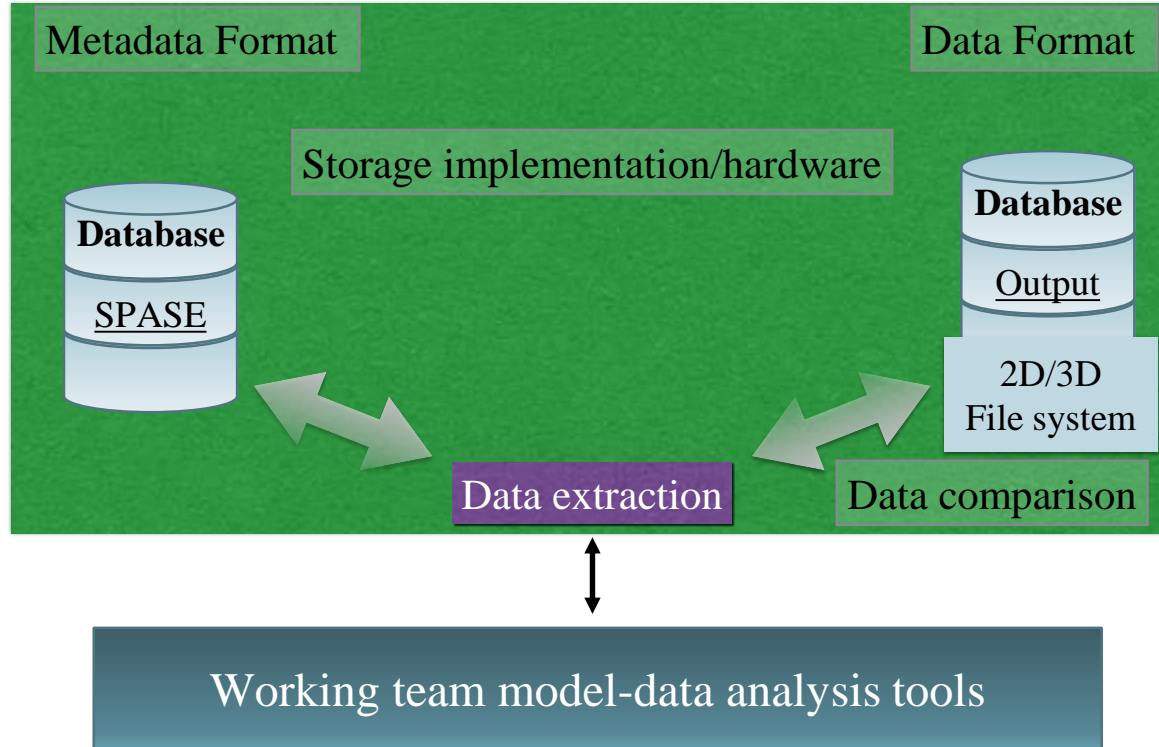 Metadata Format
Data Format
Storage implementation/hardware
Database
SPASE
Database
Output
2D/3D
File system
Data extraction
Data comparison
Working team model-data analysis tools